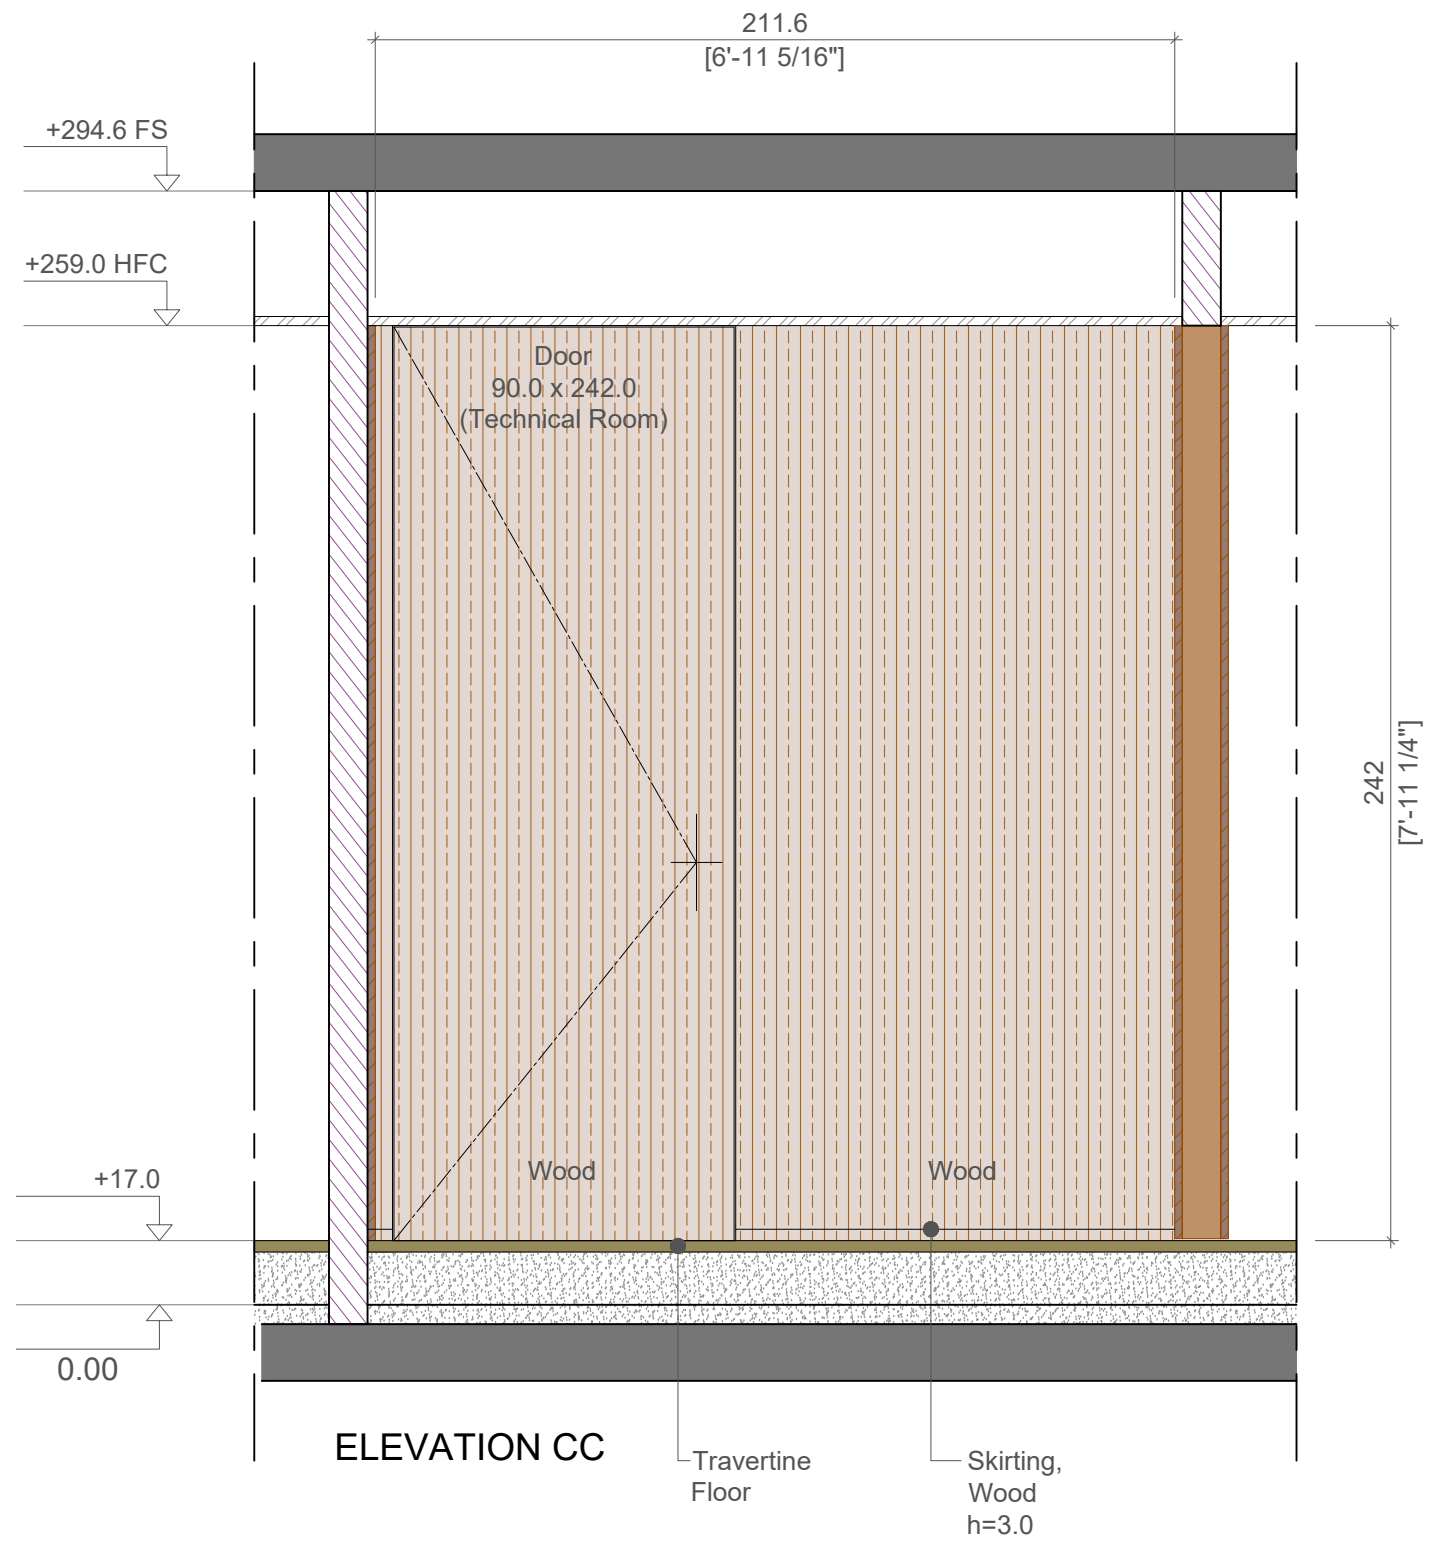 211.6
[6'-11 5/16"]
+294.6 FS
+259.0 HFC
Door
90.0 x 242.0
(Technical Room)
242
[7'-11 1/4"]
Wood
Wood
+17.0
0.00
ELEVATION CC
Travertine
Floor
Skirting,
Wood
h=3.0